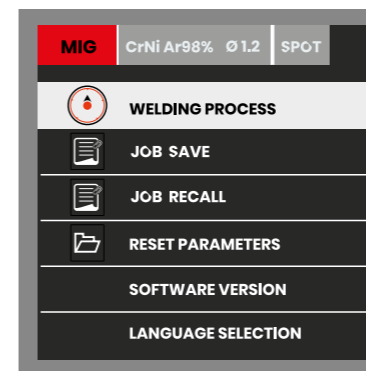 MIG CrNi Ar98% Ø 1.2 SPOT
WELDING PROCESS
JOB SAVE
JOB RECALL
RESET PARAMETERS
SOFTWARE VERSION
LANGUAGE SELECTION